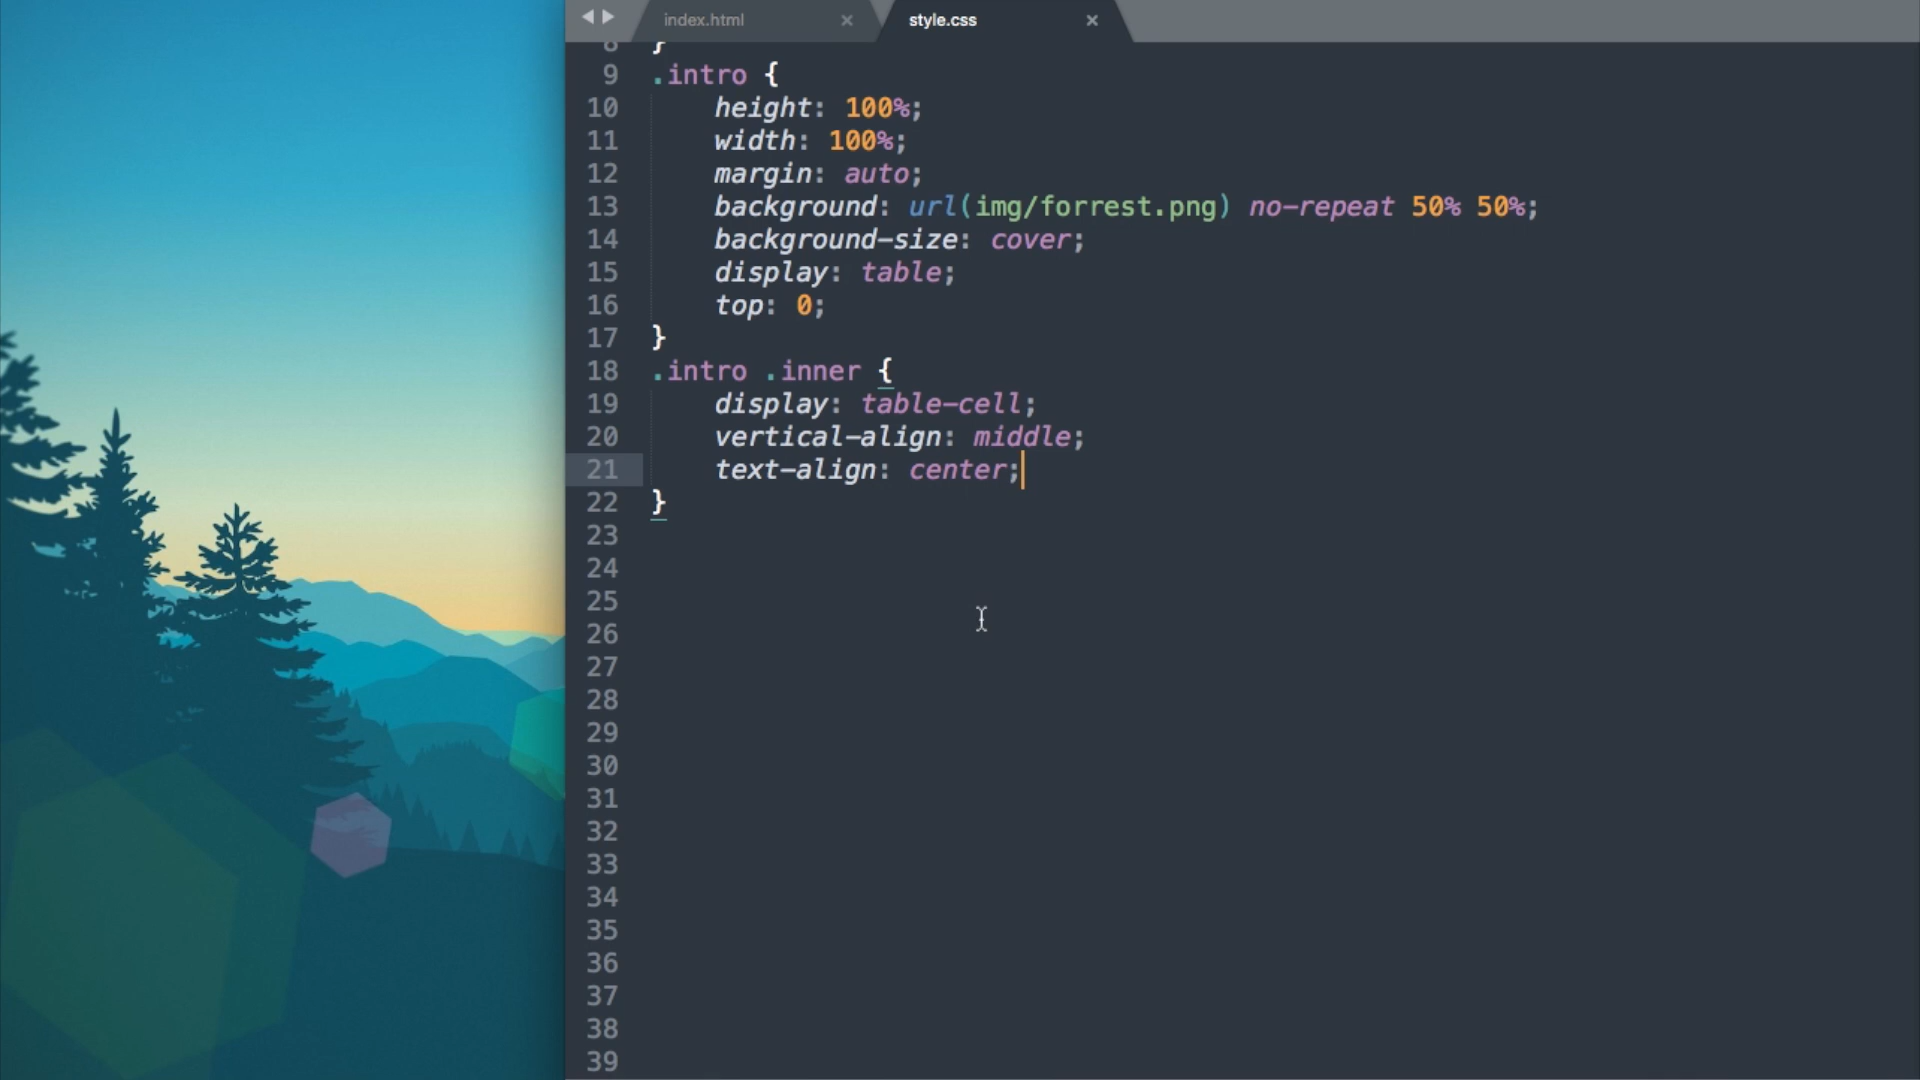 index.html × style.css ×
8 }
9 .intro {
10 height: 100%;
11 width: 100%;
12 margin: auto;
13 background: url(img/forrest.png) no-repeat 50% 50%;
14 background-size: cover;
15 display: table;
16 top: 0;
17 }
18 .intro .inner {
19 display: table-cell;
20 vertical-align: middle;
21 text-align: center;
22 }
23
24
25
26
27
28
29
30
31
32
33
34
35
36
37
38
39